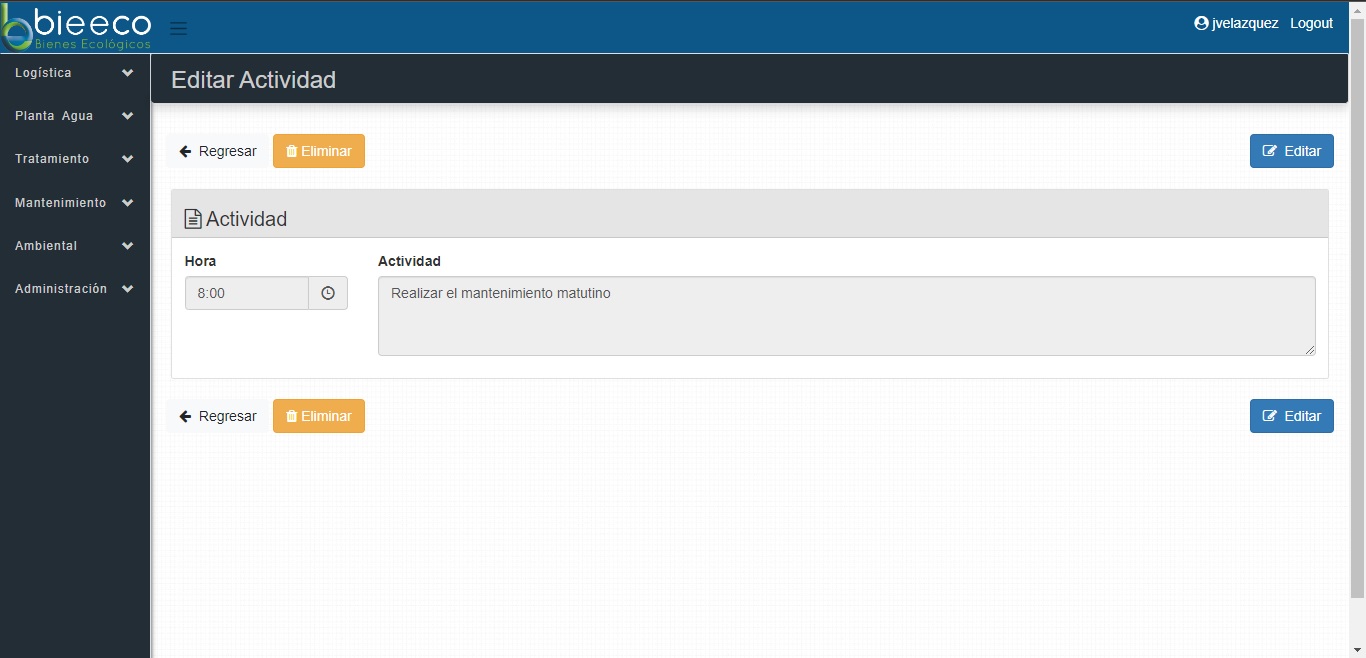 bieeco
Bienes Ecológicos
jvelazquez Logout
Logística
Planta Agua
Tratamiento
Mantenimiento
Ambiental
Administración
Editar Actividad
Regresar Eliminar Editar
Actividad
Hora Actividad
8:00 Realizar el mantenimiento matutino
Regresar Eliminar Editar